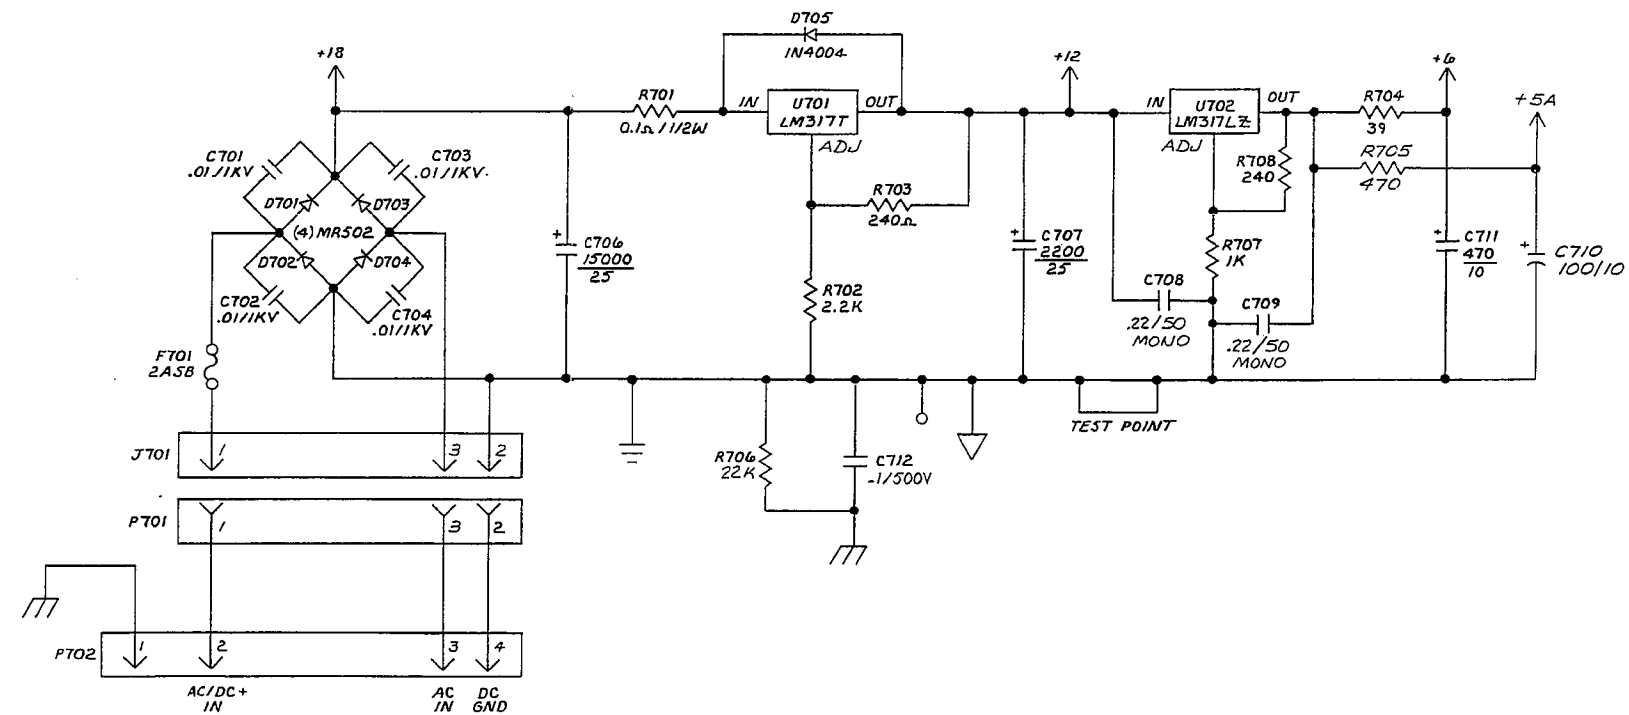 D705
1N4004
+18
+12
+6
+5A
R701
0.1Ω/1/2W
IN
U701
LM317T
OUT
ADJ
IN
U702
LM317LZ
OUT
ADJ
R704
39
R705
470
R708
240
C701
.01/1KV
C703
.01/1KV
D701
D703
(4) MR502
D702
D704
C702
.01/1KV
C704
.01/1KV
R703
240Ω
C706
15000
25
C707
2200
25
R707
1K
C711
470
10
C710
100/10
R702
2.2K
C708
.22/50
MONO
C709
.22/50
MONO
F701
2ASB
TEST POINT
J701
1
3
2
R706
22K
C712
.1/500V
P701
1
3
2
P702
1
2
3
4
AC/DC+
IN
AC
IN
DC
GND